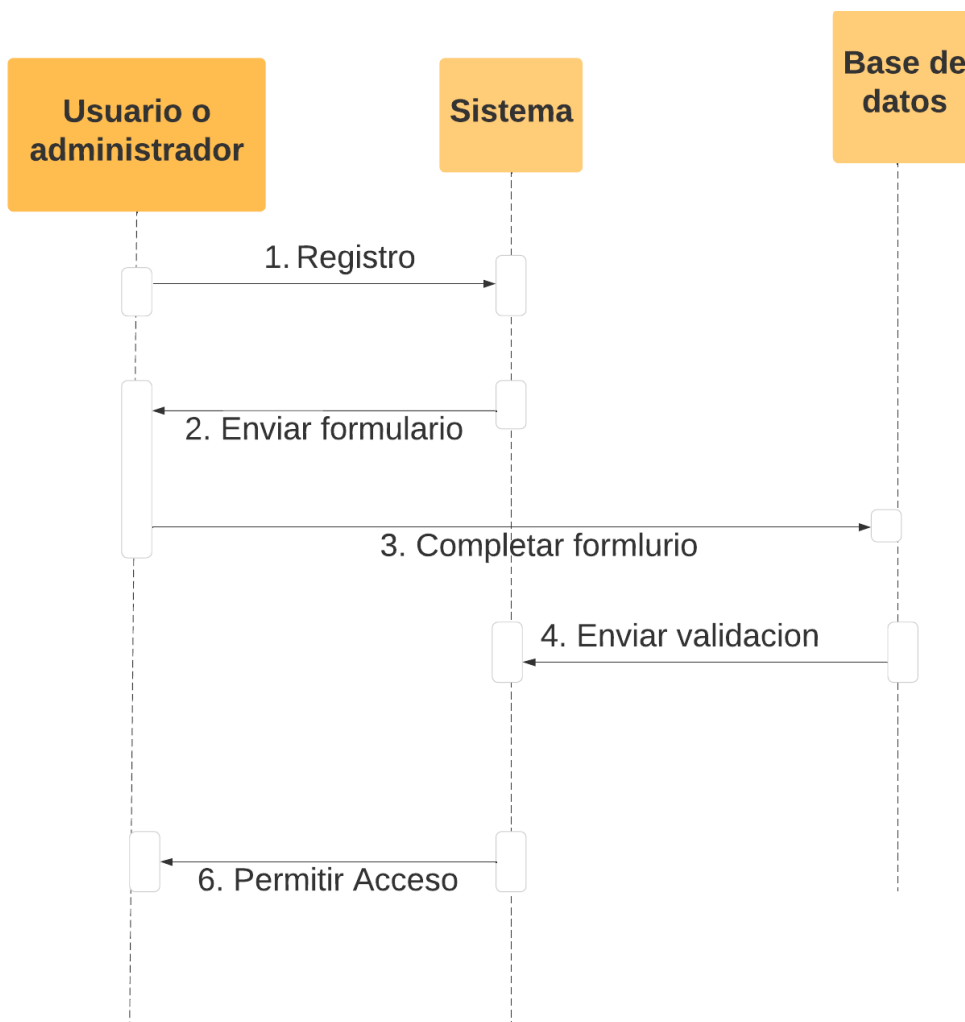 Usuario o
administrador
Sistema
Base de
datos
1. Registro
2. Enviar formulario
3. Completar formlurio
4. Enviar validacion
6. Permitir Acceso